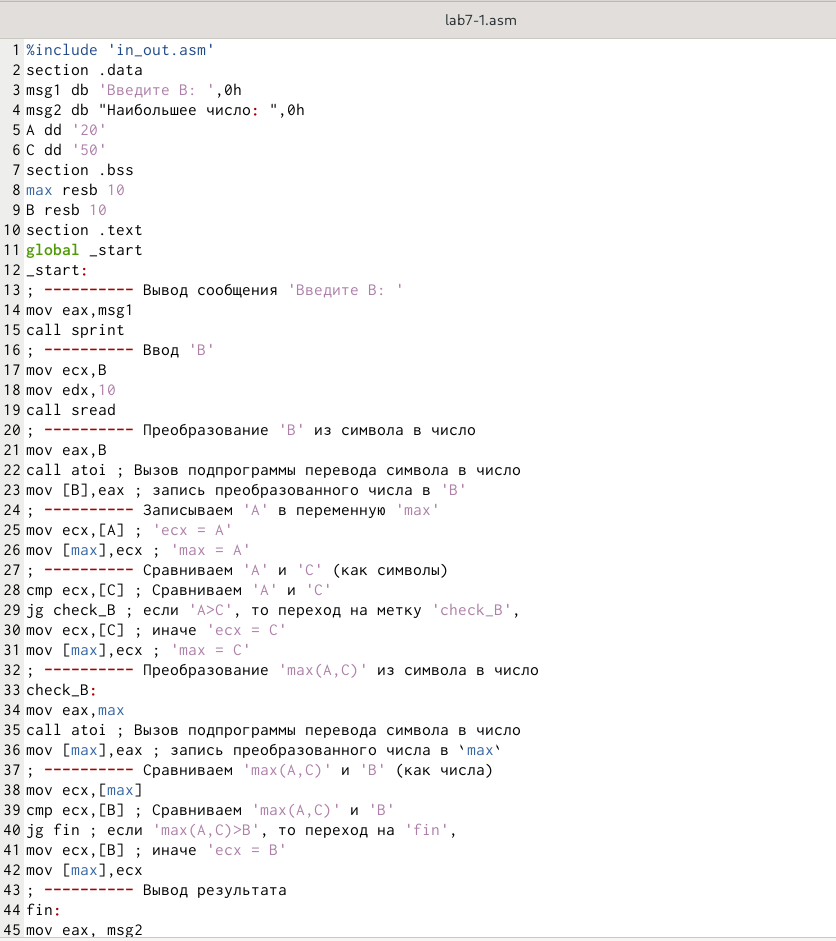 lab7-1.asm
1 %include 'in_out.asm'
2 section .data
3 msg1 db 'Введите B: ',0h
4 msg2 db "Наибольшее число: ",0h
5 A dd '20'
6 C dd '50'
7 section .bss
8 max resb 10
9 B resb 10
10 section .text
11 global _start
12 _start:
13 ; ---------- Вывод сообщения 'Введите B: '
14 mov eax,msg1
15 call sprint
16 ; ---------- Ввод 'B'
17 mov ecx,B
18 mov edx,10
19 call sread
20 ; ---------- Преобразование 'B' из символа в число
21 mov eax,B
22 call atoi ; Вызов подпрограммы перевода символа в число
23 mov [B],eax ; запись преобразованного числа в 'B'
24 ; ---------- Записываем 'A' в переменную 'max'
25 mov ecx,[A] ; 'ecx = A'
26 mov [max],ecx ; 'max = A'
27 ; ---------- Сравниваем 'A' и 'С' (как символы)
28 cmp ecx,[C] ; Сравниваем 'A' и 'С'
29 jg check_B ; если 'A>C', то переход на метку 'check_B',
30 mov ecx,[C] ; иначе 'ecx = C'
31 mov [max],ecx ; 'max = C'
32 ; ---------- Преобразование 'max(A,C)' из символа в число
33 check_B:
34 mov eax,max
35 call atoi ; Вызов подпрограммы перевода символа в число
36 mov [max],eax ; запись преобразованного числа в `max`
37 ; ---------- Сравниваем 'max(A,C)' и 'B' (как числа)
38 mov ecx,[max]
39 cmp ecx,[B] ; Сравниваем 'max(A,C)' и 'B'
40 jg fin ; если 'max(A,C)>B', то переход на 'fin',
41 mov ecx,[B] ; иначе 'ecx = B'
42 mov [max],ecx
43 ; ---------- Вывод результата
44 fin:
45 mov eax, msg2